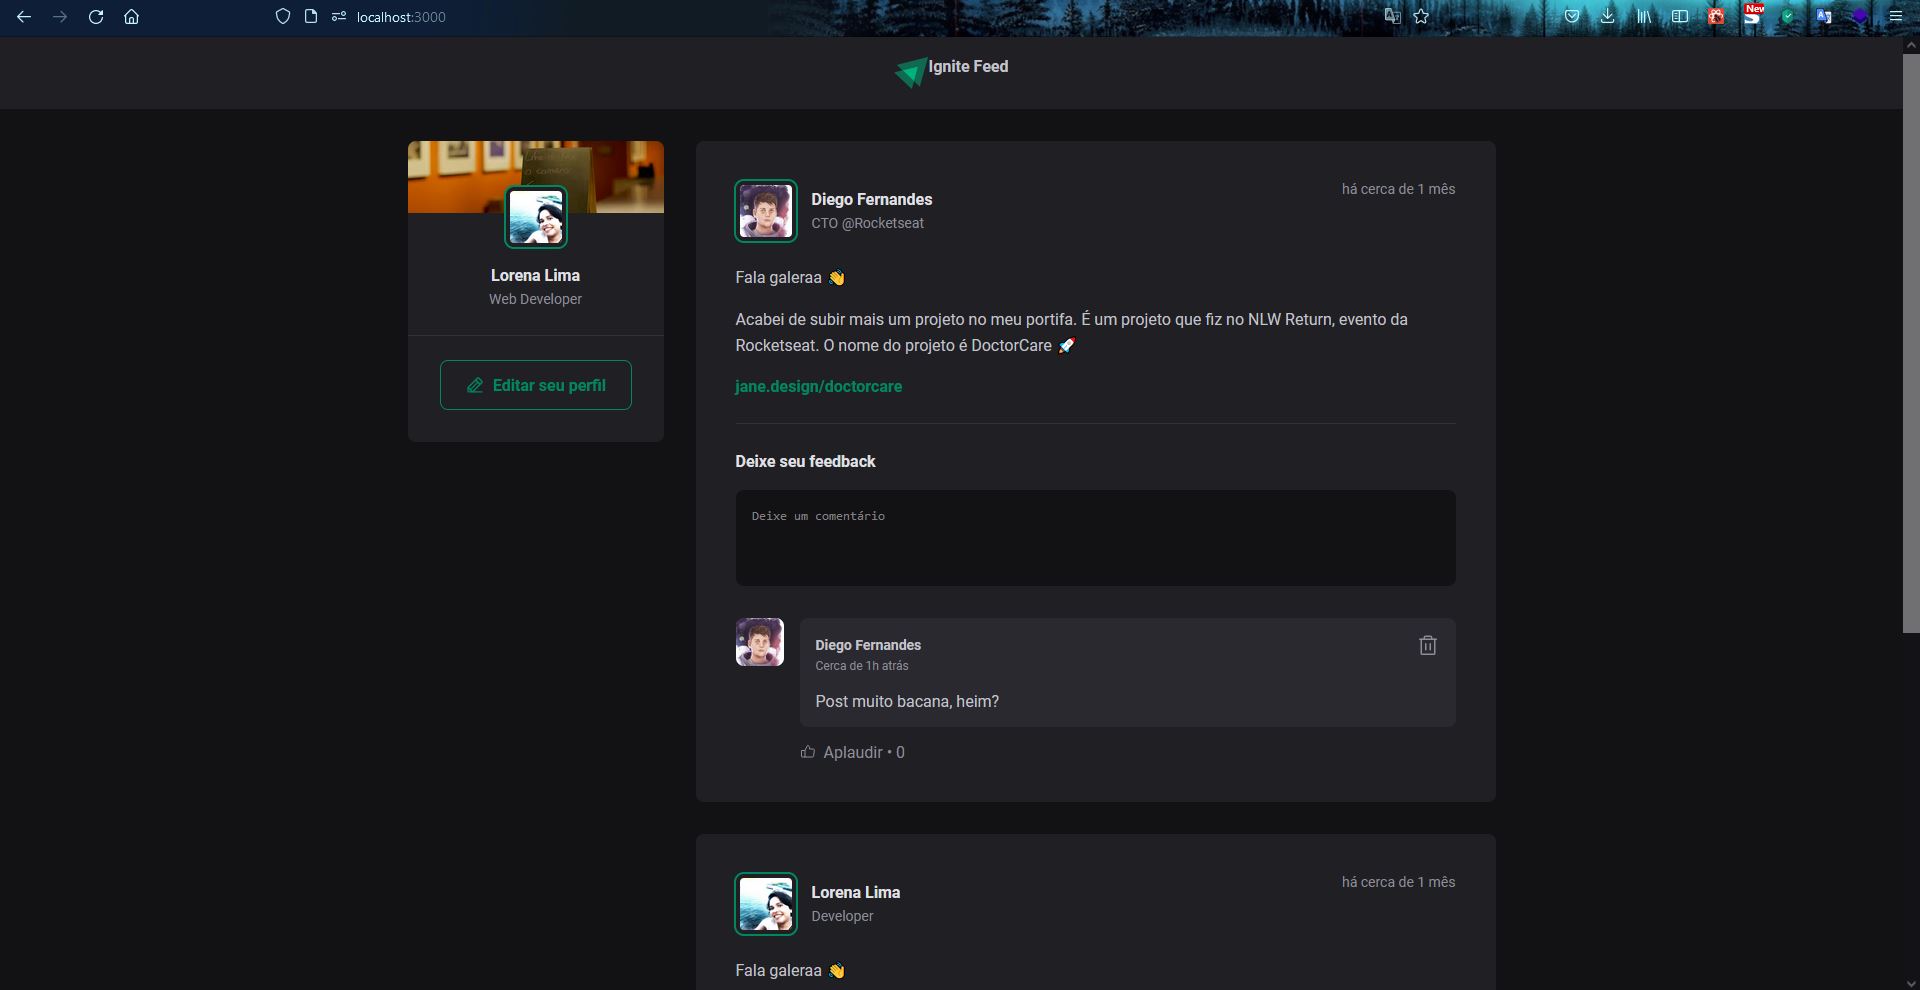 localhost:3000
New
Ignite Feed
Lorena Lima
Web Developer
Editar seu perfil
Diego Fernandes
CTO @Rocketseat
há cerca de 1 mês
Fala galeraa 👋
Acabei de subir mais um projeto no meu portifa. É um projeto que fiz no NLW Return, evento da
Rocketseat. O nome do projeto é DoctorCare 🚀
jane.design/doctorcare
Deixe seu feedback
Deixe um comentário
Diego Fernandes
Cerca de 1h atrás
Post muito bacana, heim?
Aplaudir • 0
Lorena Lima
Developer
há cerca de 1 mês
Fala galeraa 👋